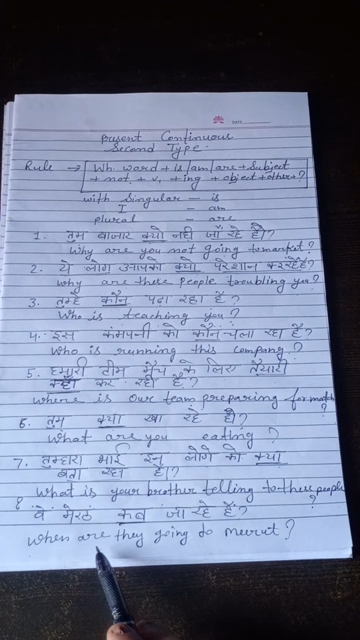 DATE
Present Continuous
Second Type.
Rule → Wh word + is/am/are + Subject
+ not + v1 + ing + object + others?
with singular - is
I - am
plural - are
1. तुम बाजार क्यो नही जा रहे हो?
Why are you not going to market?
2. ये लोग आपको क्यो परेशान कर रहे हैं?
Why are these people troubling you?
3. तुम्हे कौन पढा रहा है?
Who is teaching you?
4. इस कंमपनी को कौन चला रहा है?
Who is running this company?
5. हमारी टीम मैच के लिए तैयारी
कहाँ कर रही है?
Where is our team preparing for match?
6. तुम क्या खा रहे हो?
What are you eating?
7. तुम्हारा भाई इन लोगो को क्या
बता रहा है?
What is your brother telling to these people?
8 वे मेरठ कब जा रहे हैं?
When are they going to meerut?